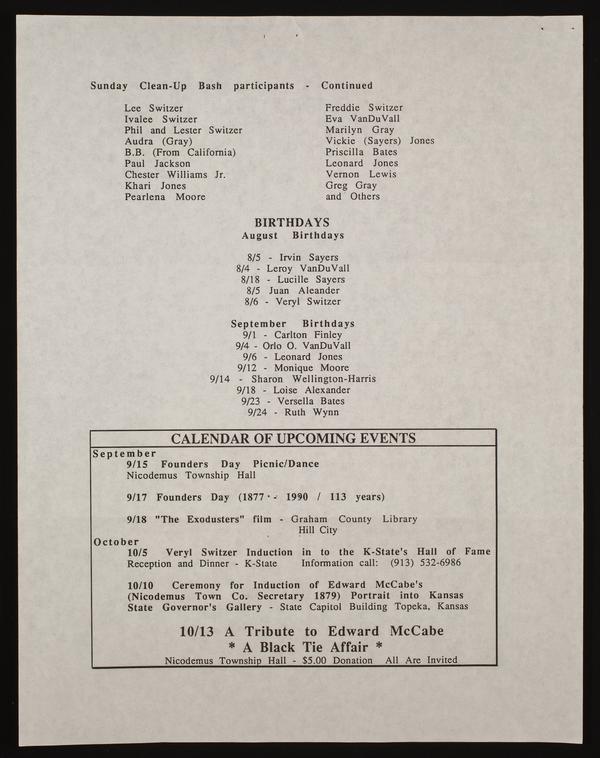 Sunday Clean-Up Bash participants - Continued
Lee Switzer
Ivalee Switzer
Phil and Lester Switzer
Audra (Gray)
B.B. (From California)
Paul Jackson
Chester Williams Jr.
Khari Jones
Pearlena Moore
Freddie Switzer
Eva VanDuVall
Marilyn Gray
Vickie (Sayers) Jones
Priscilla Bates
Leonard Jones
Vernon Lewis
Greg Gray
and Others
BIRTHDAYS
August Birthdays
8/5 - Irvin Sayers
8/4 - Leroy VanDuVall
8/18 - Lucille Sayers
8/5 Juan Aleander
8/6 - Veryl Switzer
September Birthdays
9/1 - Carlton Finley
9/4 - Orlo O. VanDuVall
9/6 - Leonard Jones
9/12 - Monique Moore
9/14 - Sharon Wellington-Harris
9/18 - Loise Alexander
9/23 - Versella Bates
9/24 - Ruth Wynn
CALENDAR OF UPCOMING EVENTS
September
9/15 Founders Day Picnic/Dance
Nicodemus Township Hall
9/17 Founders Day (1877 - 1990 / 113 years)
9/18 "The Exodusters" film - Graham County Library
Hill City
October
10/5 Veryl Switzer Induction in to the K-State's Hall of Fame
Reception and Dinner - K-State Information call: (913) 532-6986
10/10 Ceremony for Induction of Edward McCabe's
(Nicodemus Town Co. Secretary 1879) Portrait into Kansas
State Governor's Gallery - State Capitol Building Topeka, Kansas
10/13 A Tribute to Edward McCabe
* A Black Tie Affair *
Nicodemus Township Hall - $5.00 Donation All Are Invited